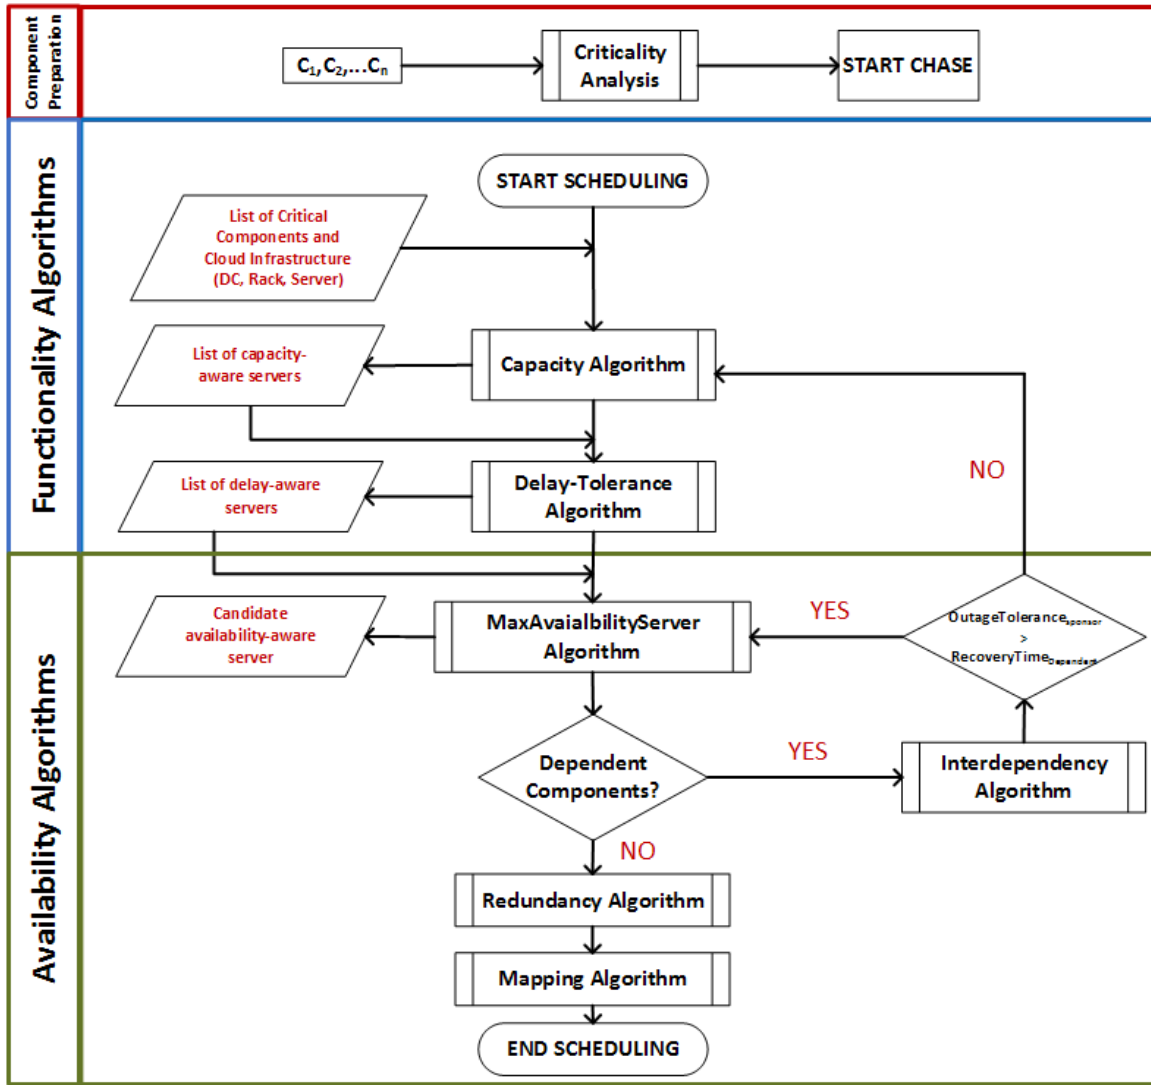 Component
Preparation
C1,C2,...Cn
Criticality
Analysis
START CHASE
Functionality Algorithms
START SCHEDULING
List of Critical
Components and
Cloud Infrastructure
(DC, Rack, Server)
Capacity Algorithm
List of capacity-
aware servers
NO
Delay-Tolerance
Algorithm
List of delay-aware
servers
Availability Algorithms
Candidate
availability-aware
server
MaxAvaialbilityServer
Algorithm
YES
OutageTolerancesponsor
>
RecoveryTimeDependent
Dependent
Components?
YES
Interdependency
Algorithm
NO
Redundancy Algorithm
Mapping Algorithm
END SCHEDULING